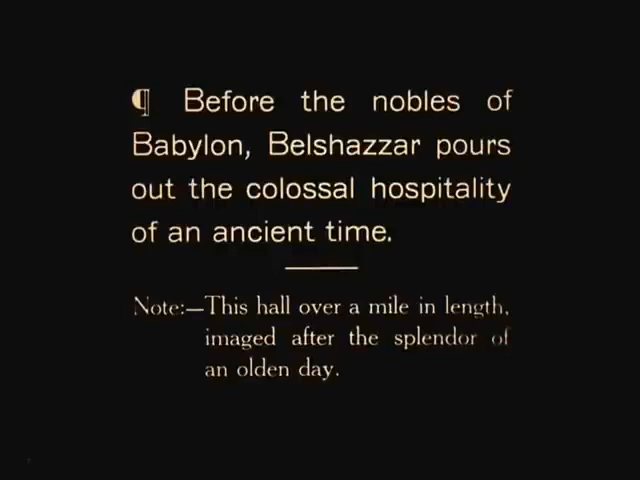 ¶ Before the nobles of
Babylon, Belshazzar pours
out the colossal hospitality
of an ancient time.
Note:—This hall over a mile in length,
imaged after the splendor of
an olden day.